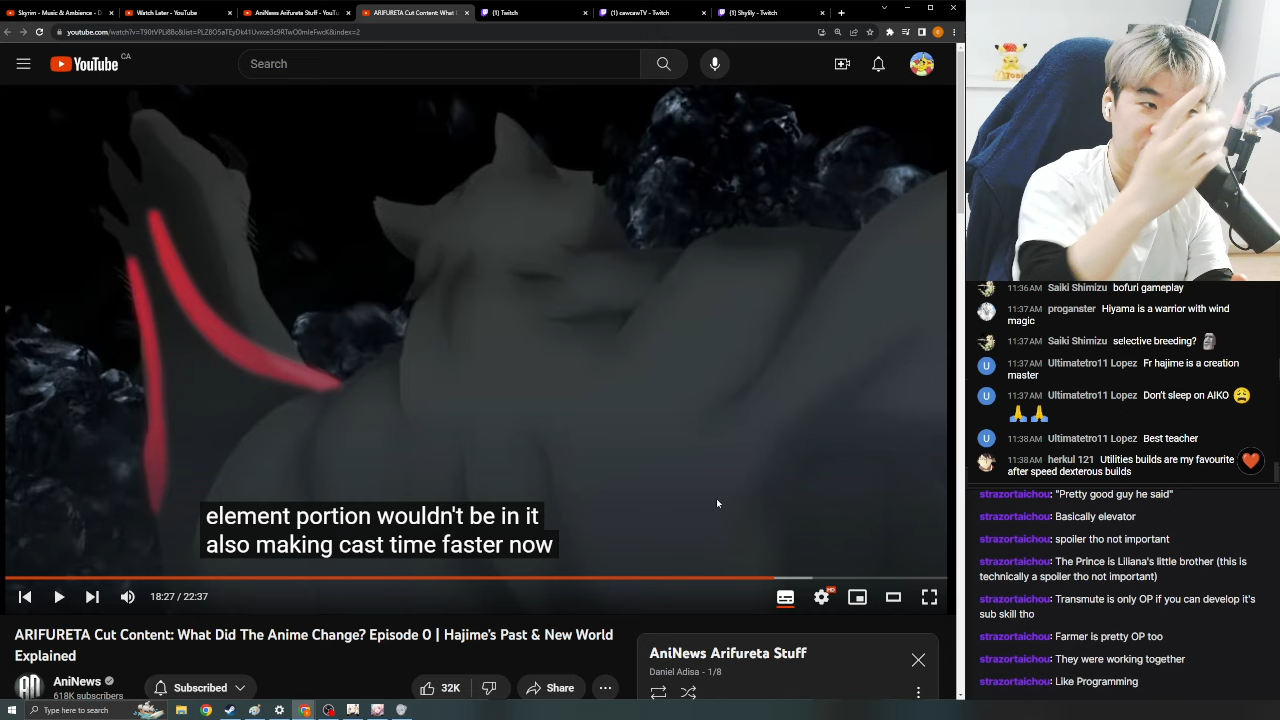 Slgrim - Music & Ambience - D
Watch Later - YouTube
AniNews Arifureta Stuff - YouT
ARIFURETA Cut Content: What
(1) Twitch
(1) cawcawTV - Twitch
(1) Shylily - Twitch
YouTube CA
Search
element portion wouldn't be in it
also making cast time faster now
18:27 / 22:37
HD
ARIFURETA Cut Content: What Did The Anime Change? Episode 0 | Hajime's Past & New World
Explained
AniNews
618K subscribers
Subscribed
32K
Share
AniNews Arifureta Stuff
Daniel Adisa - 1/8
Type here to search
11:36 AM Saiki Shimizu bofuri gameplay
11:37 AM proganster Hiyama is a warrior with wind
magic
11:37 AM Saiki Shimizu selective breeding?
11:37 AM Ultimatetro11 Lopez Fr hajime is a creation
master
11:37 AM Ultimatetro11 Lopez Don't sleep on AIKO
11:38 AM Ultimatetro11 Lopez Best teacher
11:38 AM herkul 121 Utilities builds are my favourite
after speed dexterous builds
strazortaichou: "Pretty good guy he said"
strazortaichou: Basically elevator
strazortaichou: spoiler tho not important
strazortaichou: The Prince is Liliana's little brother (this is
technically a spoiler tho not important)
strazortaichou: Transmute is only OP if you can develop it's
sub skill tho
strazortaichou: Farmer is pretty OP too
strazortaichou: They were working together
strazortaichou: Like Programming